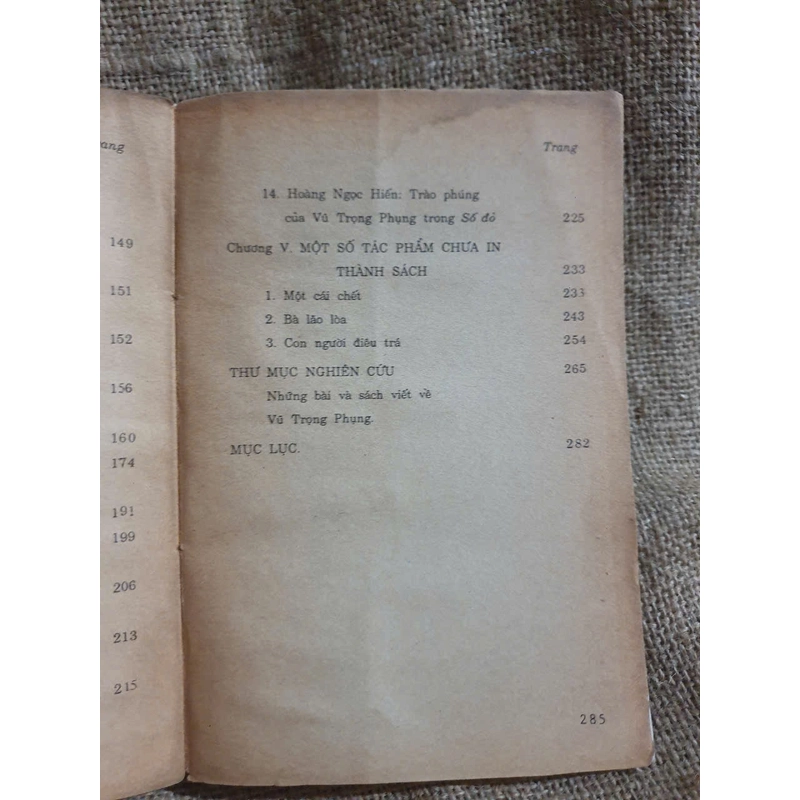 ang
149
151
152
156
160
174
191
199
206
213
215
Trang
14. Hoàng Ngọc Hiến: Trào phúng
của Vũ Trọng Phụng trong Số đỏ 225
Chương V. MỘT SỐ TÁC PHẨM CHƯA IN
THÀNH SÁCH 233
1. Một cái chết 233
2. Bà lão lòa 243
3. Con người điêu trá 254
THƯ MỤC NGHIÊN CỨU 265
Những bài và sách viết về
Vũ Trọng Phụng.
MỤC LỤC. 282
285